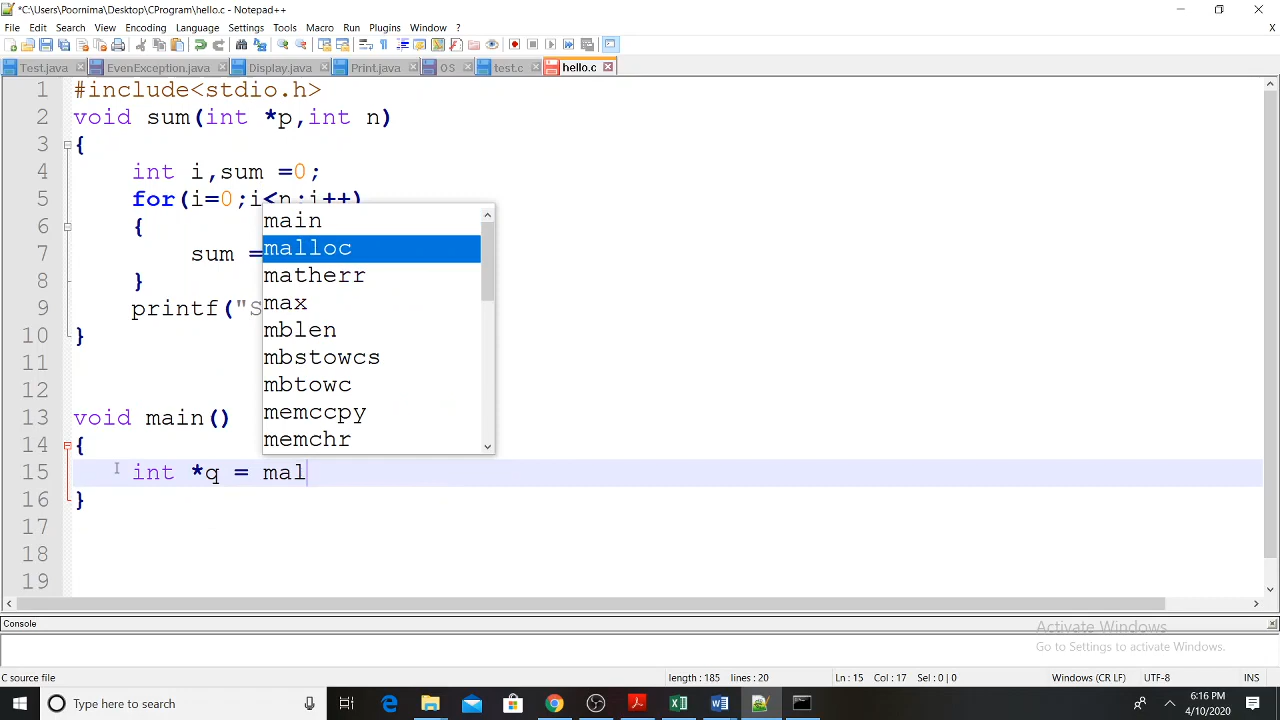 *C:\Users\Poornima\Desktop\CProgram\hello.c - Notepad++
File Edit Search View Encoding Language Settings Tools Macro Run Plugins Window ?
X
Test.java EvenException.java Display.java Print.java OS test.c hello.c
1 #include<stdio.h>
2 void sum(int *p,int n)
3 {
4 int i,sum =0;
5 for(i=0;i<n;i++)
6 {
7 sum =
8 }
9 printf("S
10 }
11
12
13 void main()
14 {
15 int *q = mal
16 }
17
18
19
main
malloc
matherr
max
mblen
mbstowcs
mbtowc
memccpy
memchr
Console
Activate Windows
Go to Settings to activate Windows.
C source file length : 185 lines : 20 Ln : 15 Col : 17 Sel : 0 | 0 Windows (CR LF) UTF-8 INS
Type here to search
6:16 PM
4/10/2020